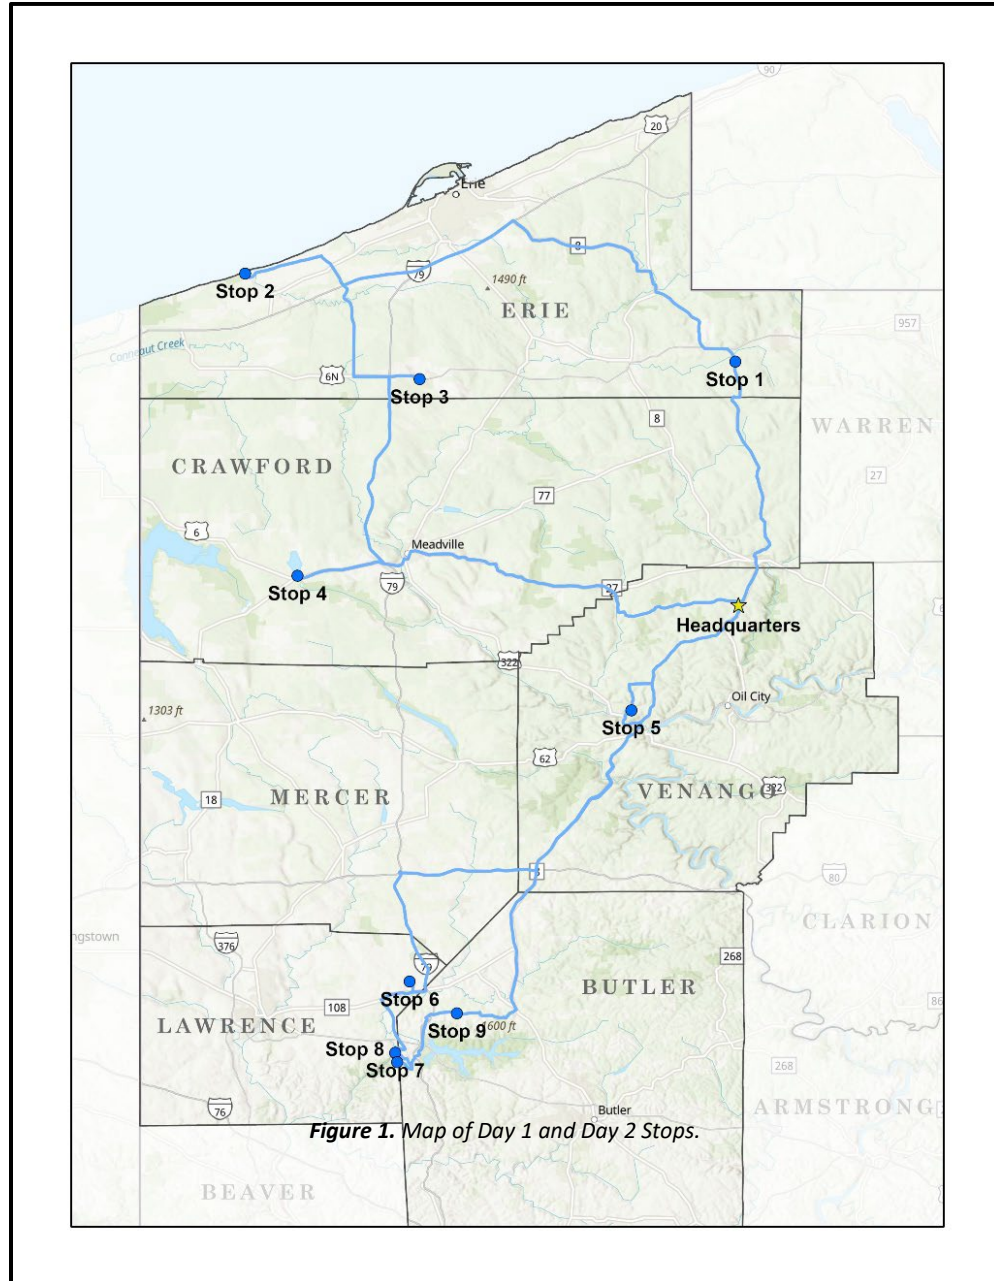 90
20
Erie
8
79
1490 ft
Stop 2
ERIE
957
Conneaut Creek
6N
Stop 3
Stop 1
8
WARREN
CRAWFORD
27
77
6
Meadville
Stop 4
79
27
Headquarters
322
Oil City
1303 ft
Stop 5
62
VENANGO
322
18
MERCER
8
80
CLARION
ngstown
376
79
268
Stop 6
BUTLER
108
86
LAWRENCE
Stop 9
1600 ft
Stop 8
Stop 7
268
76
Butler
ARMSTRONG
Figure 1. Map of Day 1 and Day 2 Stops.
BEAVER